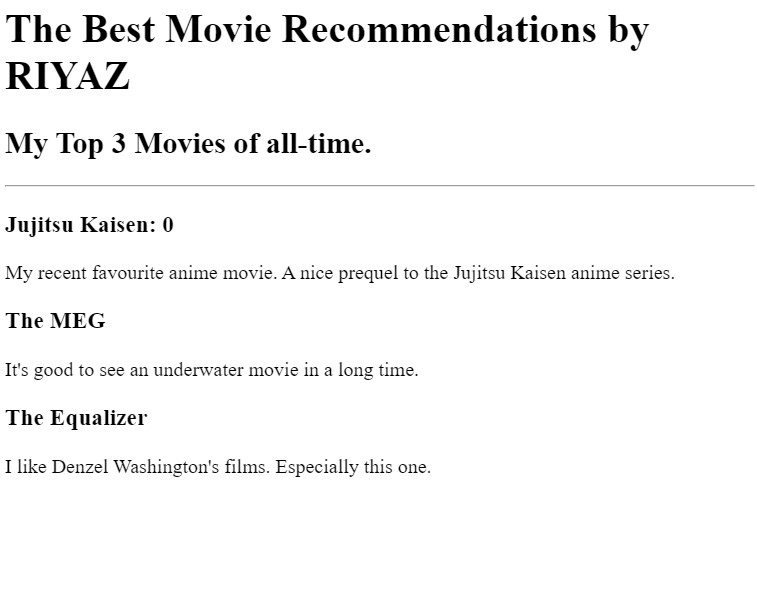 The Best Movie Recommendations by
RIYAZ
My Top 3 Movies of all-time.
Jujitsu Kaisen: 0
My recent favourite anime movie. A nice prequel to the Jujitsu Kaisen anime series.
The MEG
It's good to see an underwater movie in a long time.
The Equalizer
I like Denzel Washington's films. Especially this one.